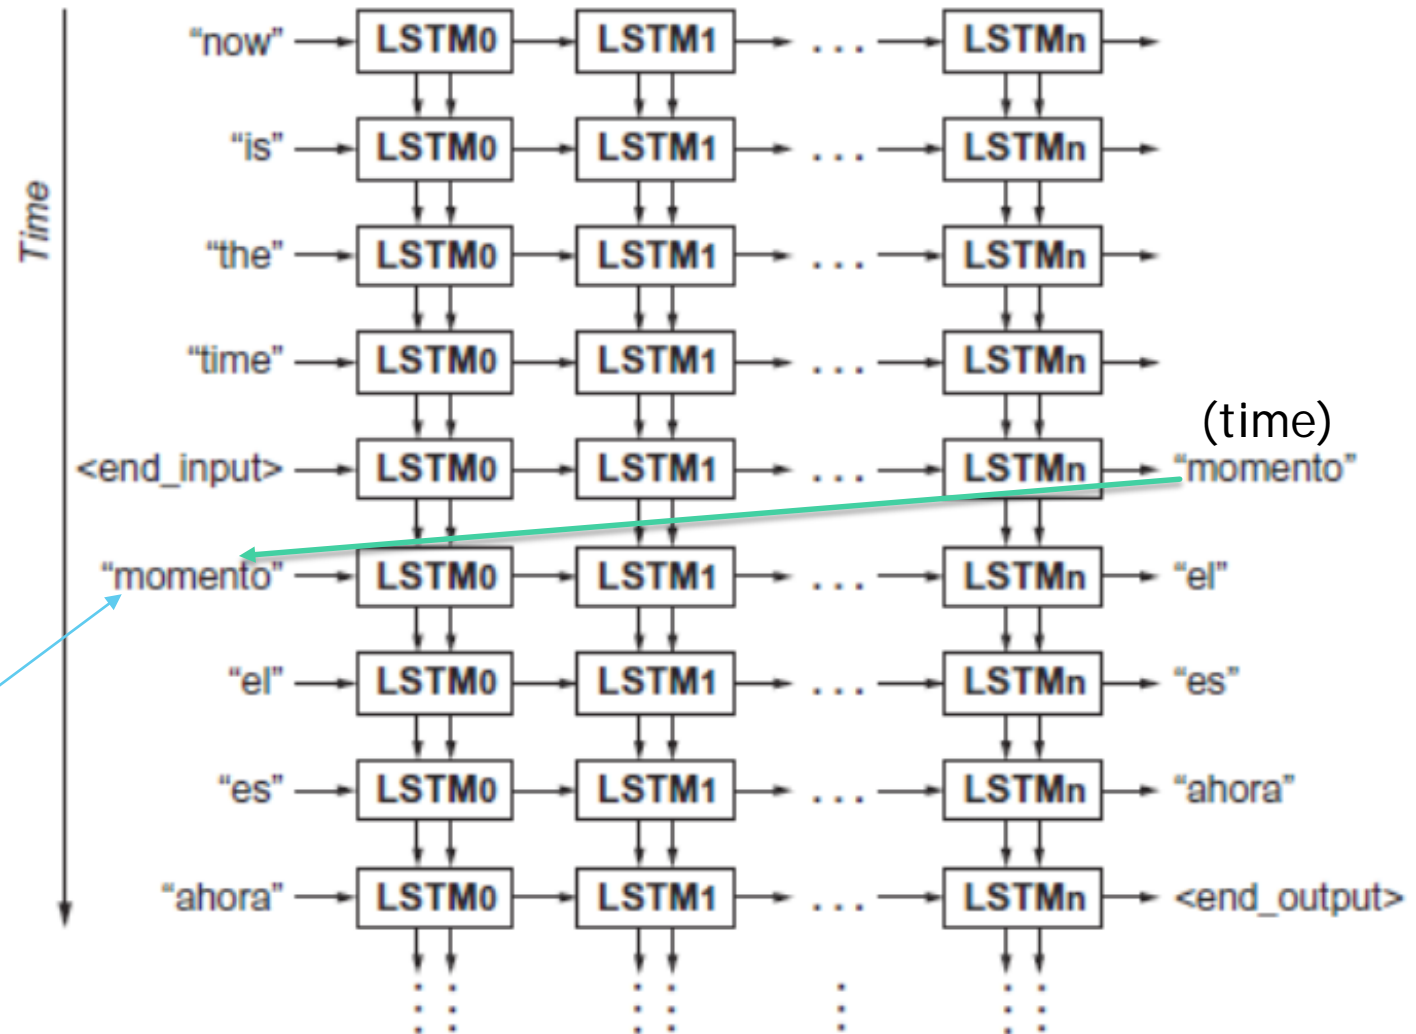 “now” LSTM0 LSTM1 . . . LSTMn
“is” LSTM0 LSTM1 . . . LSTMn
Time
“the” LSTM0 LSTM1 . . . LSTMn
“time” LSTM0 LSTM1 . . . LSTMn
(time)
<end_input> LSTM0 LSTM1 . . . LSTMn “momento”
“momento” LSTM0 LSTM1 . . . LSTMn “el”
“el” LSTM0 LSTM1 . . . LSTMn “es”
“es” LSTM0 LSTM1 . . . LSTMn “ahora”
“ahora” LSTM0 LSTM1 . . . LSTMn <end_output>